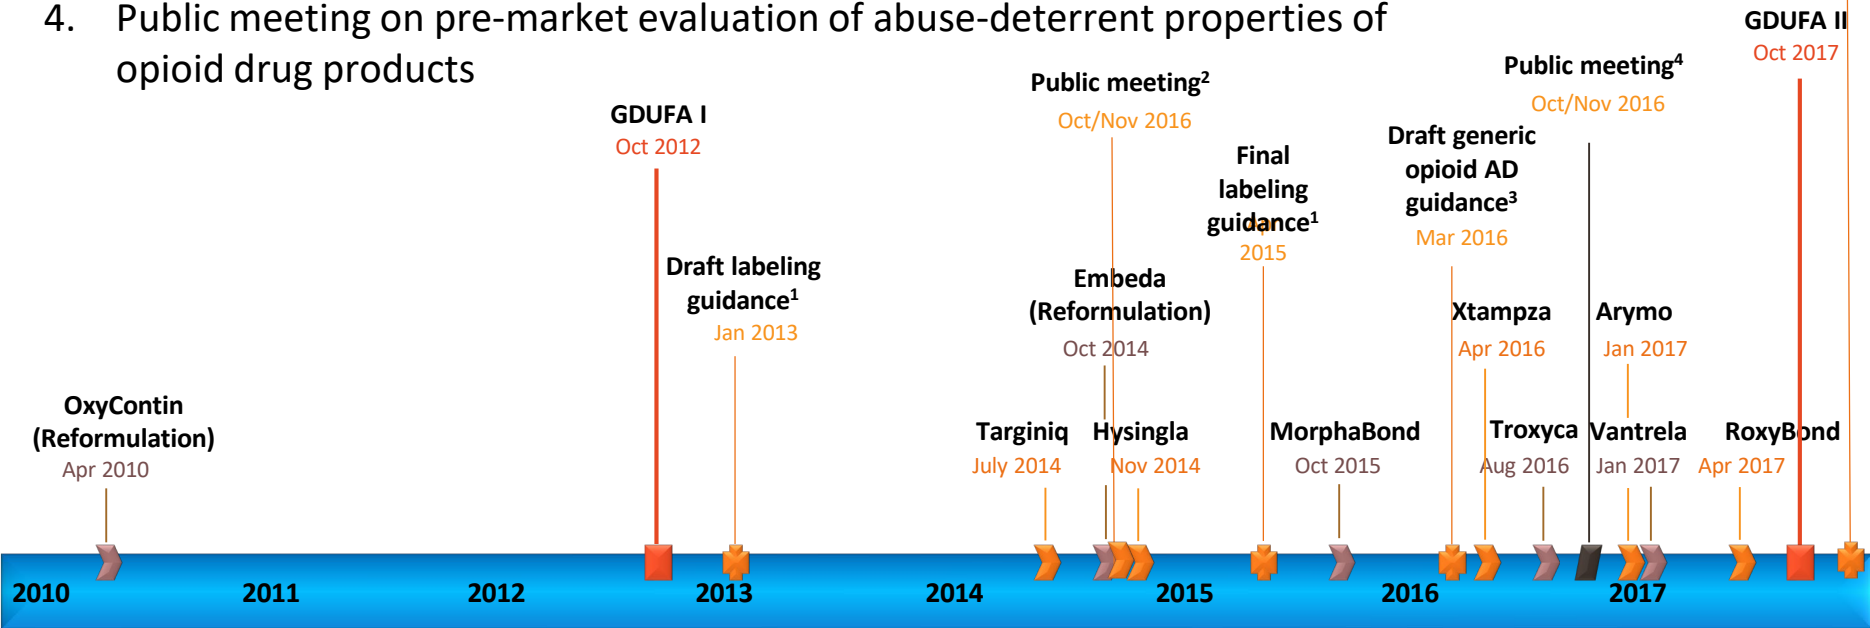 4. Public meeting on pre-market evaluation of abuse-deterrent properties of
opioid drug products
GDUFA II
Oct 2017
Public meeting⁴
Oct/Nov 2016
Public meeting²
Oct/Nov 2016
GDUFA I
Oct 2012
Draft generic
opioid AD
guidance³
Mar 2016
Final
labeling
guidance¹
2015
Draft labeling
guidance¹
Jan 2013
Embeda
(Reformulation)
Oct 2014
Xtampza
Apr 2016
Arymo
Jan 2017
OxyContin
(Reformulation)
Apr 2010
Targiniq
July 2014
Hysingla
Nov 2014
MorphaBond
Oct 2015
Troxyca
Aug 2016
Vantrela
Jan 2017
RoxyBond
Apr 2017
2010 2011 2012 2013 2014 2015 2016 2017